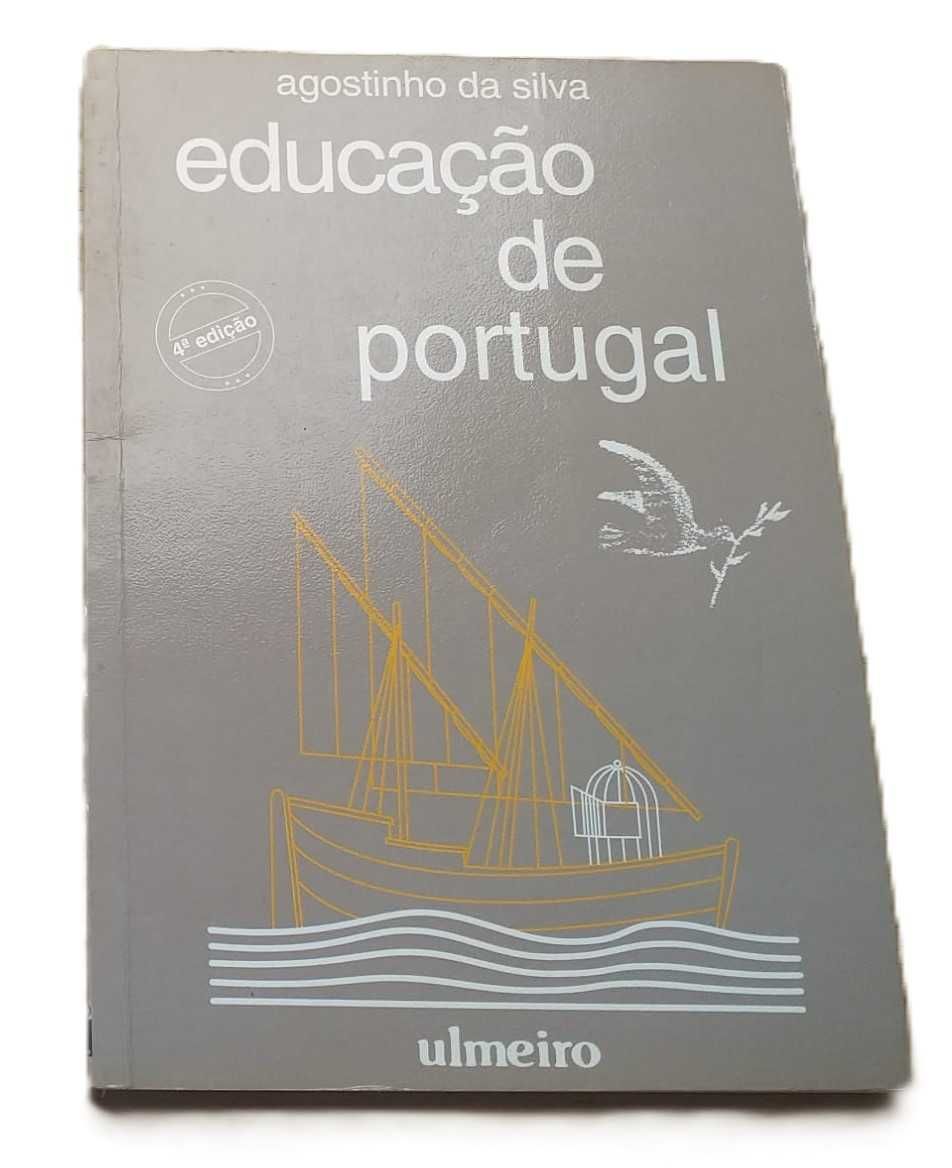 agostinho da silva
educação
de
portugal
4ª edição
ulmeiro